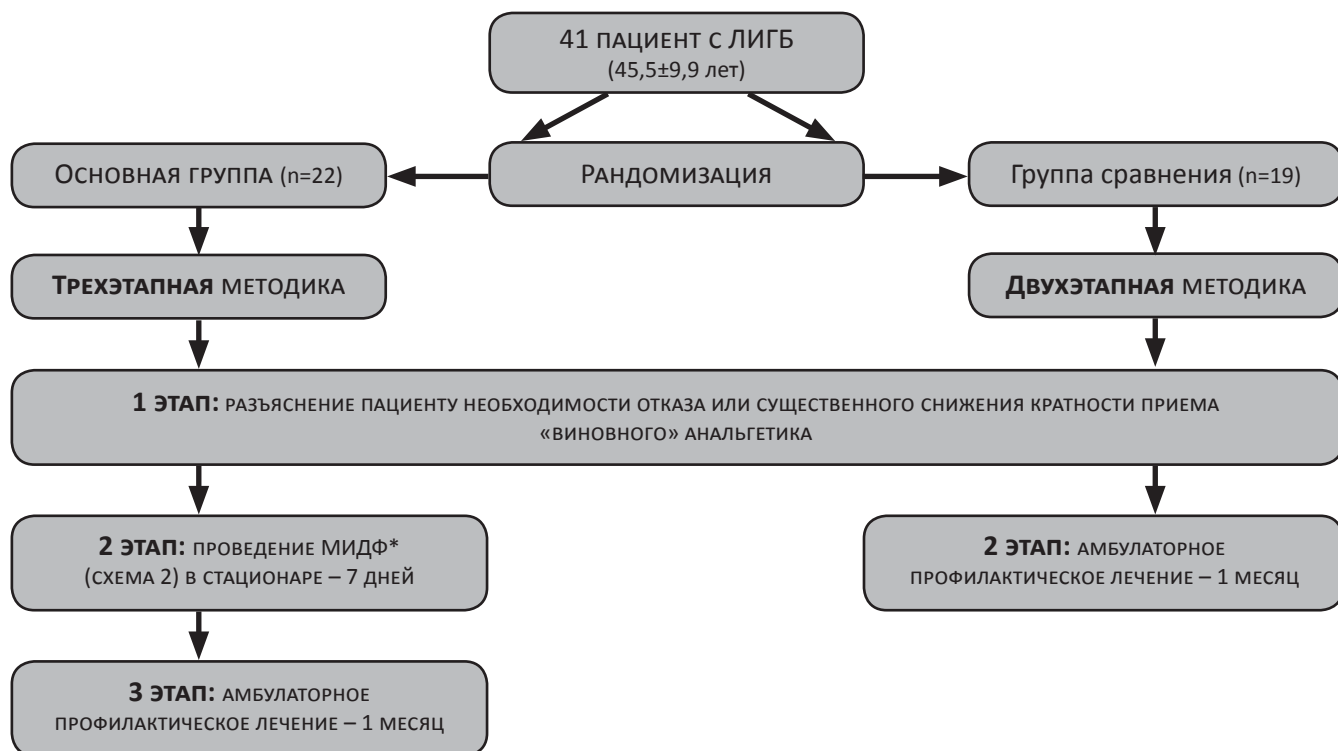 41 пациент с ЛИГБ
(45,5±9,9 лет)
Основная группа (n=22)
Рандомизация
Группа сравнения (n=19)
Трехэтапная методика
Двухэтапная методика
1 этап: разъяснение пациенту необходимости отказа или существенного снижения кратности приема
«виновного» анальгетика
2 этап: проведение МИДФ*
(схема 2) в стационаре – 7 дней
2 этап: амбулаторное
профилактическое лечение – 1 месяц
3 этап: амбулаторное
профилактическое лечение – 1 месяц